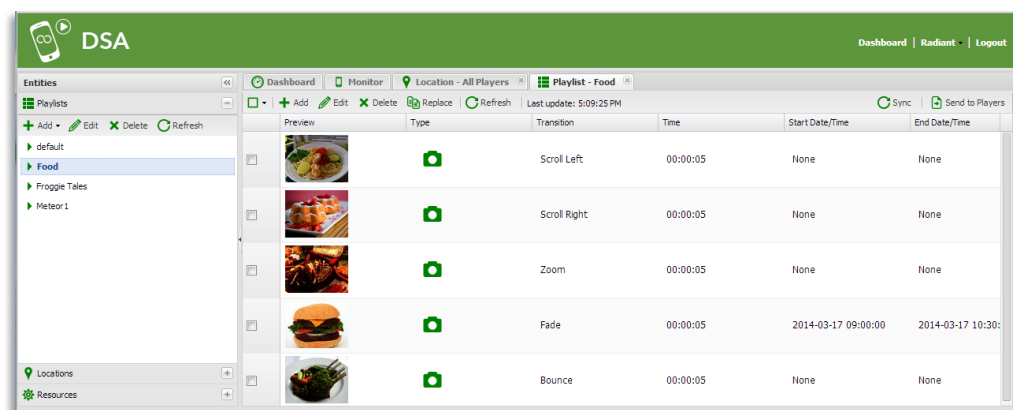 DSA
Dashboard | Radiant | Logout
Entities
Dashboard Monitor Location - All Players Playlist - Food
Playlists
Add Edit Delete Replace Refresh Last update: 5:09:25 PM Sync Send to Players
Add Edit Delete Refresh
Preview Type Transition Time Start Date/Time End Date/Time
default
Food
Froggie Tales
Meteor1
Scroll Left 00:00:05 None None
Scroll Right 00:00:05 None None
Zoom 00:00:05 None None
Fade 00:00:05 2014-03-17 09:00:00 2014-03-17 10:30:
Bounce 00:00:05 None None
Locations
Resources